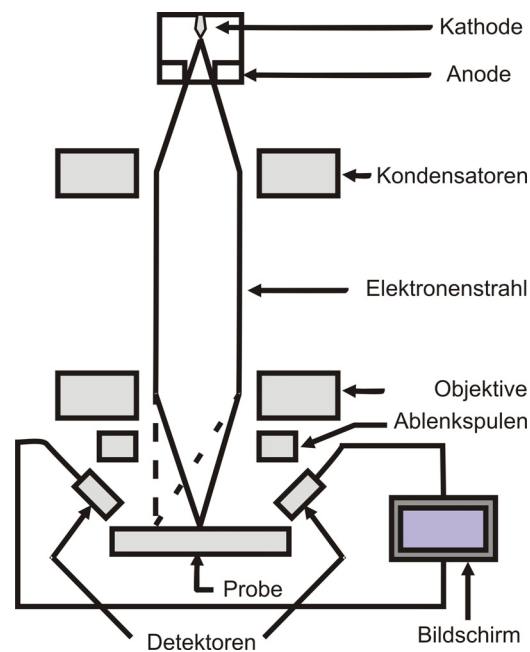 Kathode
Anode
Kondensatoren
Elektronenstrahl
Objektive
Ablenkspulen
Probe
Bildschirm
Detektoren